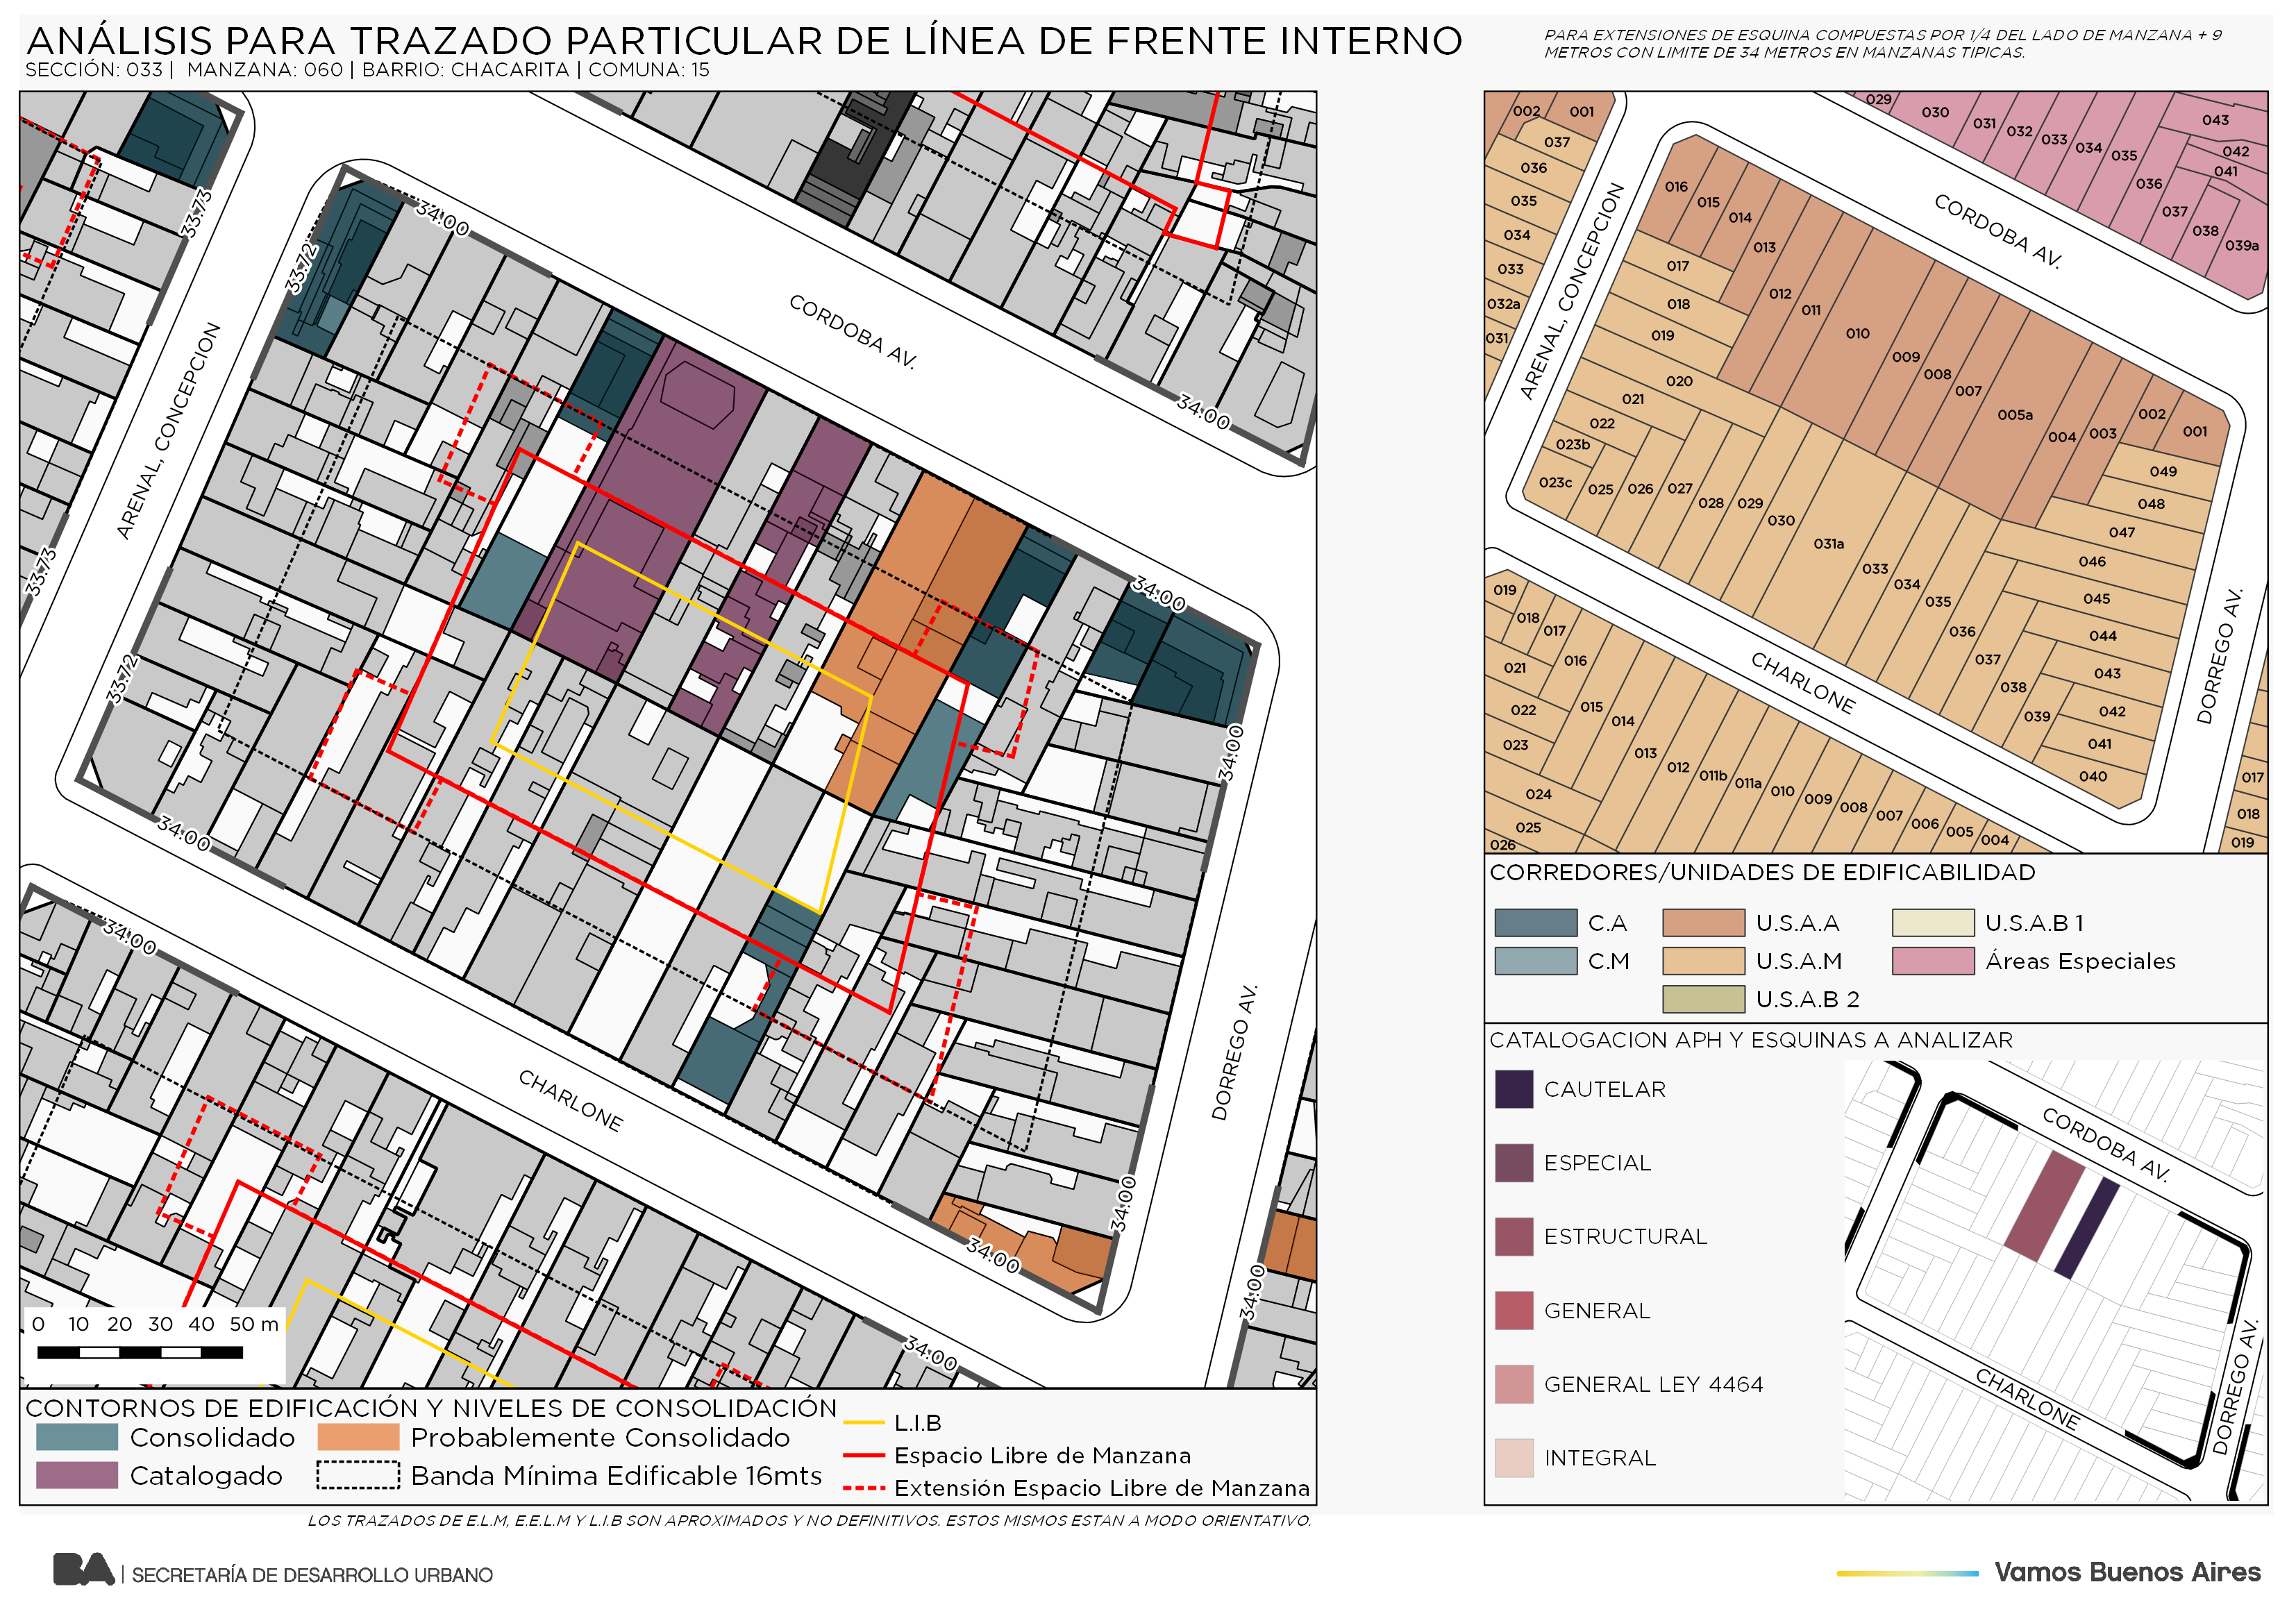 ANÁLISIS PARA TRAZADO PARTICULAR DE LÍNEA DE FRENTE INTERNO
SECCIÓN: 033 | MANZANA: 060 | BARRIO: CHACARITA | COMUNA: 15
PARA EXTENSIONES DE ESQUINA COMPUESTAS POR 1/4 DEL LADO DE MANZANA + 9
METROS CON LIMITE DE 34 METROS EN MANZANAS TIPICAS.
33.73
34.00
33.72
CORDOBA AV.
ARENAL, CONCEPCION
34.00
33.73
34.00
33.72
34.00
34.00
34.00
CHARLONE
DORREGO AV.
34.00
34.00
34.00
34.00
0 10 20 30 40 50 m
CONTORNOS DE EDIFICACIÓN Y NIVELES DE CONSOLIDACIÓN
Consolidado
Probablemente Consolidado
Catalogado
Banda Mínima Edificable 16mts
L.I.B
Espacio Libre de Manzana
Extensión Espacio Libre de Manzana
LOS TRAZADOS DE E.L.M, E.E.L.M Y L.I.B SON APROXIMADOS Y NO DEFINITIVOS. ESTOS MISMOS ESTAN A MODO ORIENTATIVO.
002
001
037
036
035
034
033
032a
031
029
030
031
032
033
034
035
036
037
038
039a
043
042
041
CORDOBA AV.
ARENAL, CONCEPCION
016
015
014
013
012
011
010
009
008
007
005a
004
003
002
001
017
018
019
020
021
022
023b
023c
025
026
027
028
029
030
031a
033
034
035
036
037
038
039
049
048
047
046
045
044
043
042
041
040
CHARLONE
DORREGO AV.
019
018
017
016
021
022
023
024
025
026
015
014
013
012
011b
011a
010
009
008
007
006
005
004
017
018
019
CORREDORES/UNIDADES DE EDIFICABILIDAD
C.A
U.S.A.A
U.S.A.B 1
C.M
U.S.A.M
Áreas Especiales
U.S.A.B 2
CATALOGACION APH Y ESQUINAS A ANALIZAR
CAUTELAR
ESPECIAL
ESTRUCTURAL
GENERAL
GENERAL LEY 4464
INTEGRAL
CORDOBA AV.
CHARLONE
DORREGO AV.
BA | SECRETARÍA DE DESARROLLO URBANO
Vamos Buenos Aires